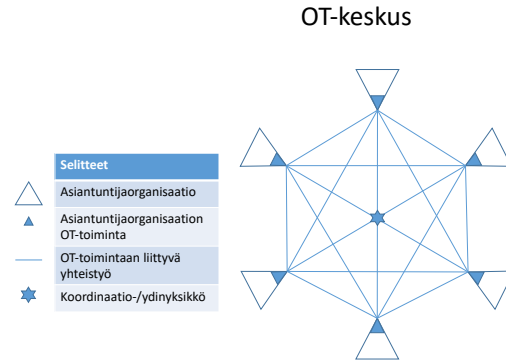 OT-keskus
Selitteet
Asiantuntijaorganisaatio
Asiantuntijaorganisaation
OT-toiminta
OT-toimintaan liittyvä
yhteistyö
Koordinaatio-/ydinyksikkö